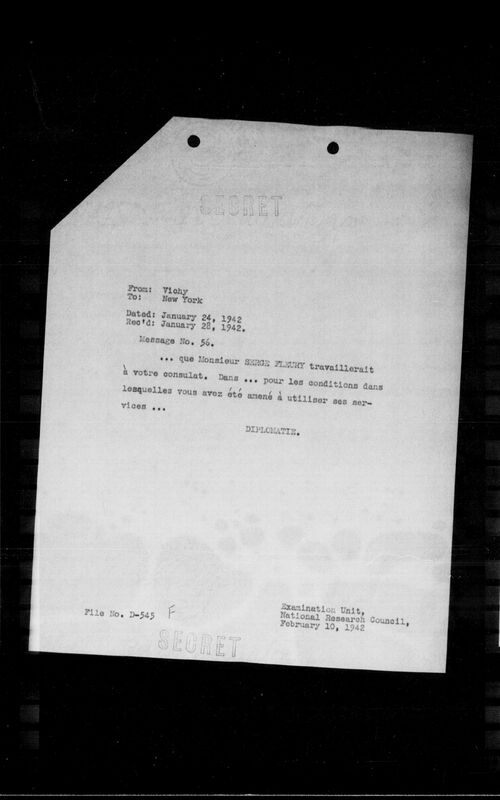 SECRET
From: Vichy
To: New York
Dated: January 24, 1942
Rec'd: January 28, 1942.
Message No. 56.
... que Monsieur SERGE FLEURY travaillerait
à votre consulat. Dans ... pour les conditions dans
lesquelles vous avez été amené à utiliser ses ser-
vices ...
DIPLOMATIE.
File No. D-545 F
Examination Unit,
National Research Council,
February 10, 1942
SECRET